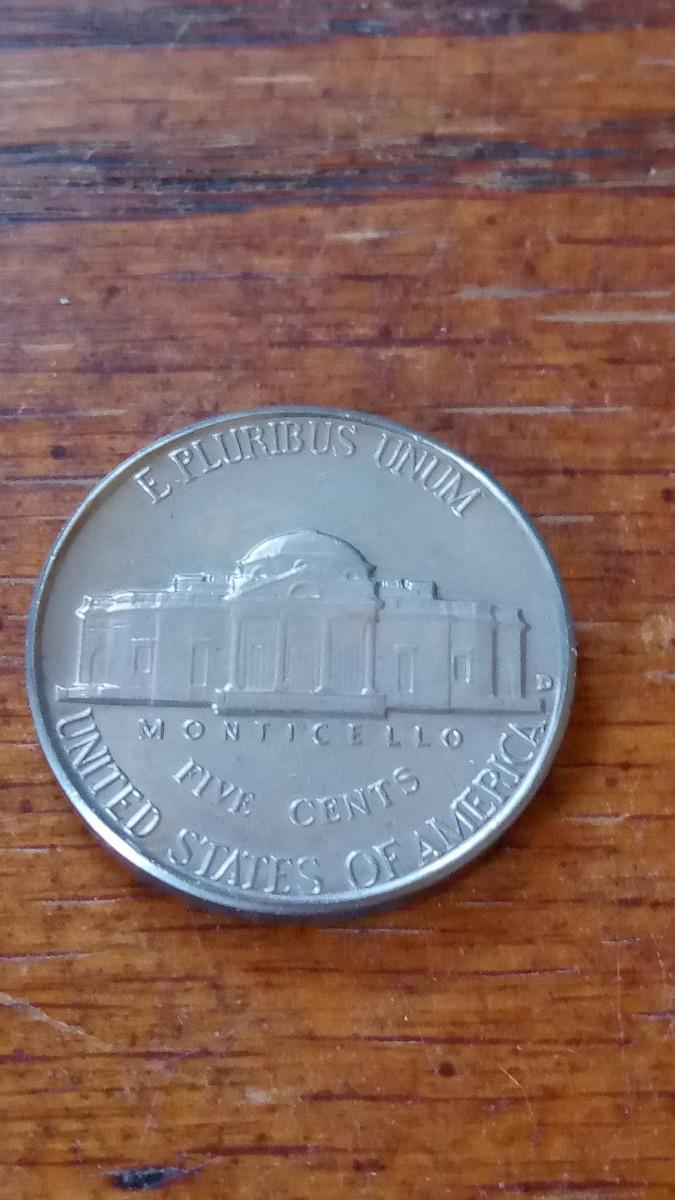 E PLURIBUS UNUM
D
MONTICELLO
FIVE CENTS
UNITED STATES OF AMERICA